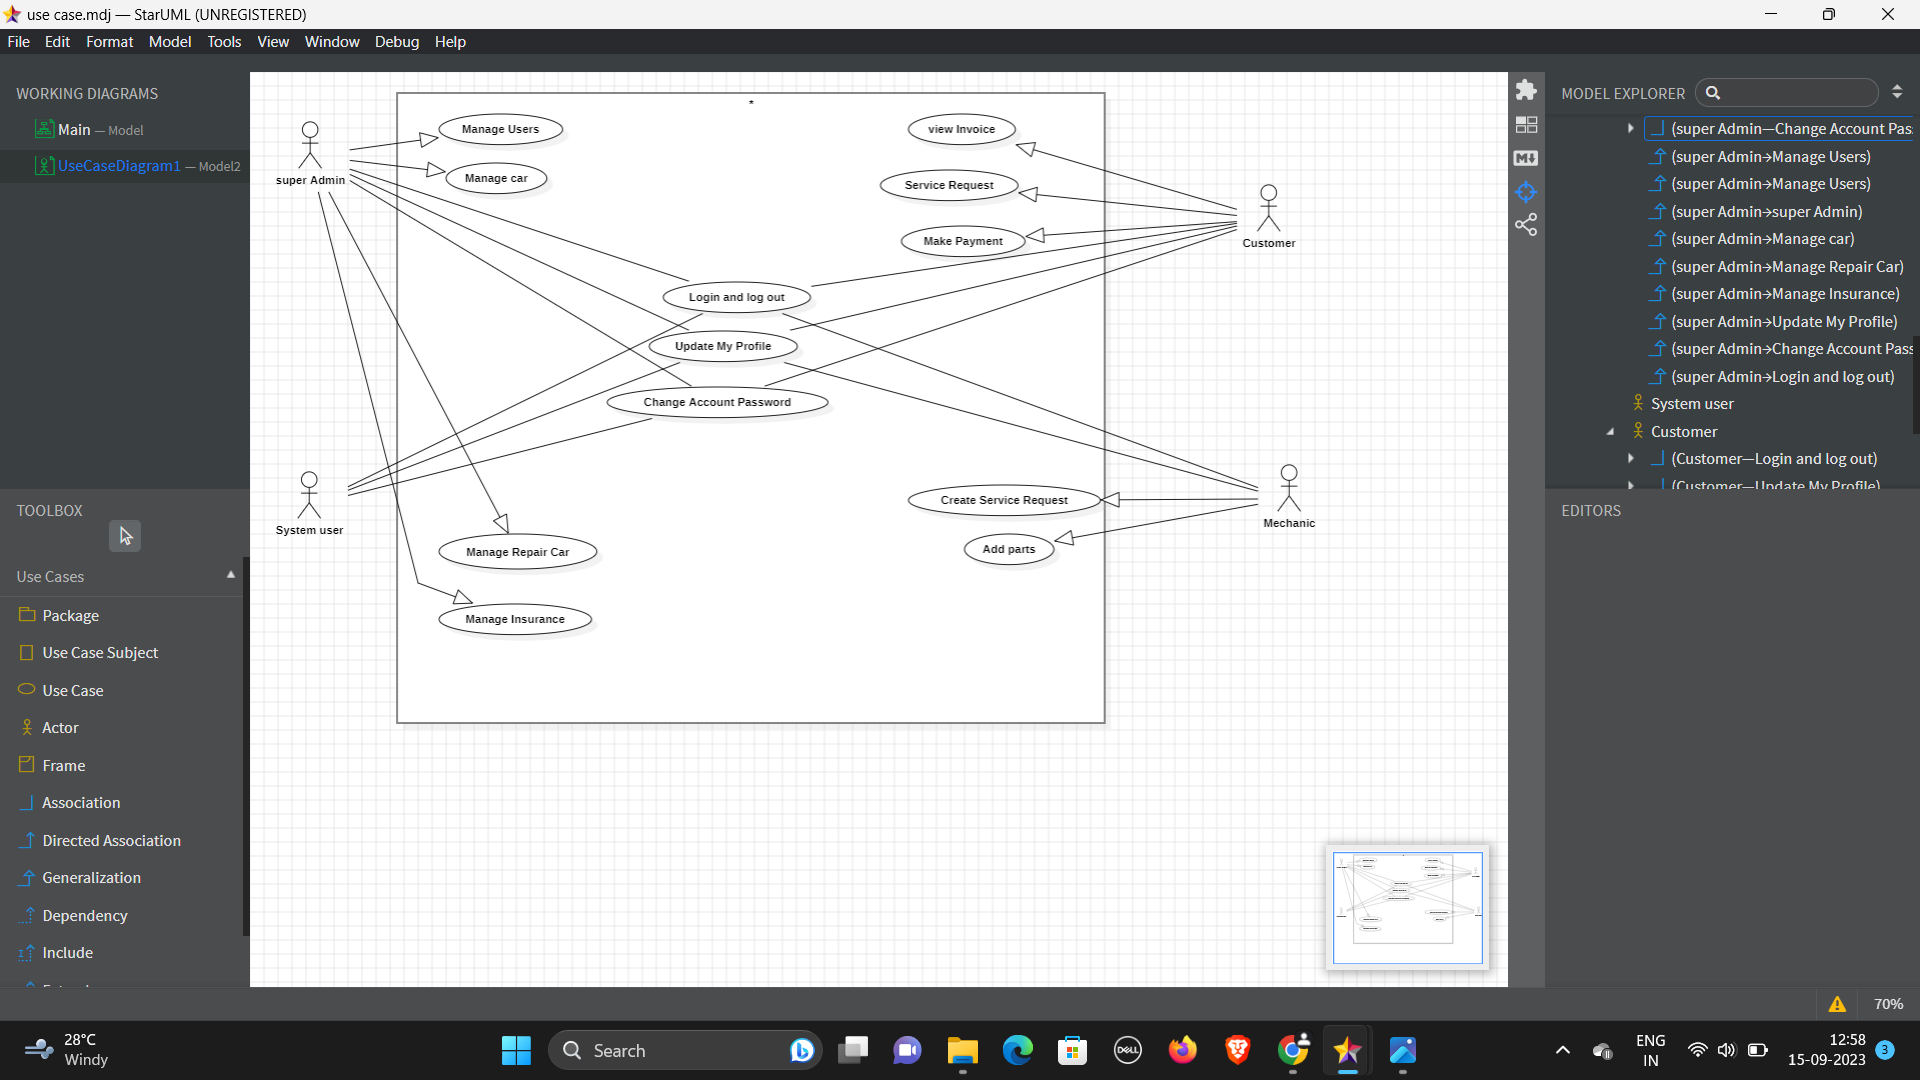 use case.mdj — StarUML (UNREGISTERED)
File Edit Format Model Tools View Window Debug Help
WORKING DIAGRAMS
Main — Model
UseCaseDiagram1 — Model2
TOOLBOX
Use Cases
Package
Use Case Subject
Use Case
Actor
Frame
Association
Directed Association
Generalization
Dependency
Include
*
super Admin
Manage Users
Manage car
view Invoice
Service Request
Make Payment
Customer
Login and log out
Update My Profile
Change Account Password
System user
Manage Repair Car
Manage Insurance
Create Service Request
Add parts
Mechanic
MODEL EXPLORER
(super Admin—Change Account Pas
(super Admin→Manage Users)
(super Admin→Manage Users)
(super Admin→super Admin)
(super Admin→Manage car)
(super Admin→Manage Repair Car)
(super Admin→Manage Insurance)
(super Admin→Update My Profile)
(super Admin→Change Account Pass
(super Admin→Login and log out)
System user
Customer
(Customer—Login and log out)
(Customer—Update My Profile)
EDITORS
70%
28°C
Windy
Search
DELL
ENG
IN
12:58
15-09-2023
3